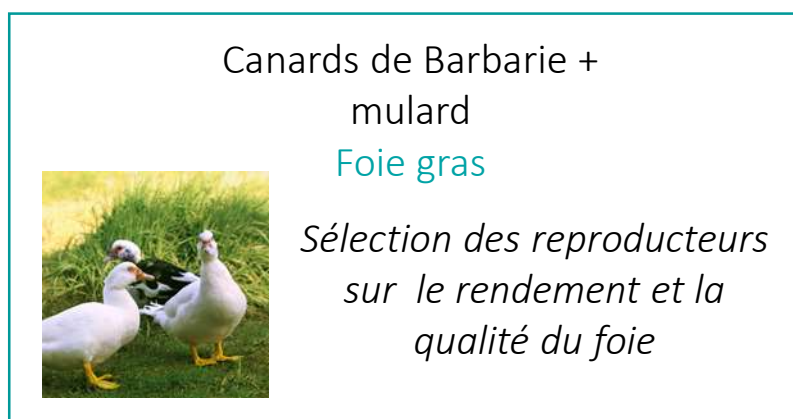 Canards de Barbarie +
mulard
Foie gras
Sélection des reproducteurs
sur le rendement et la
qualité du foie